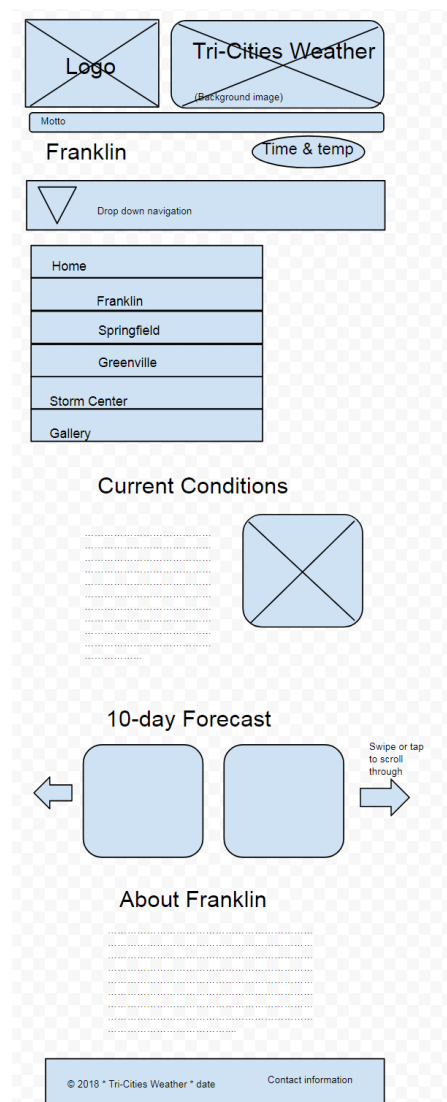 Logo
Tri-Cities Weather
(Background image)
Motto
Franklin
Time & temp
Drop down navigation
Home
Franklin
Springfield
Greenville
Storm Center
Gallery
Current Conditions
10-day Forecast
Swipe or tap
to scroll
through
About Franklin
© 2018 * Tri-Cities Weather * date
Contact information